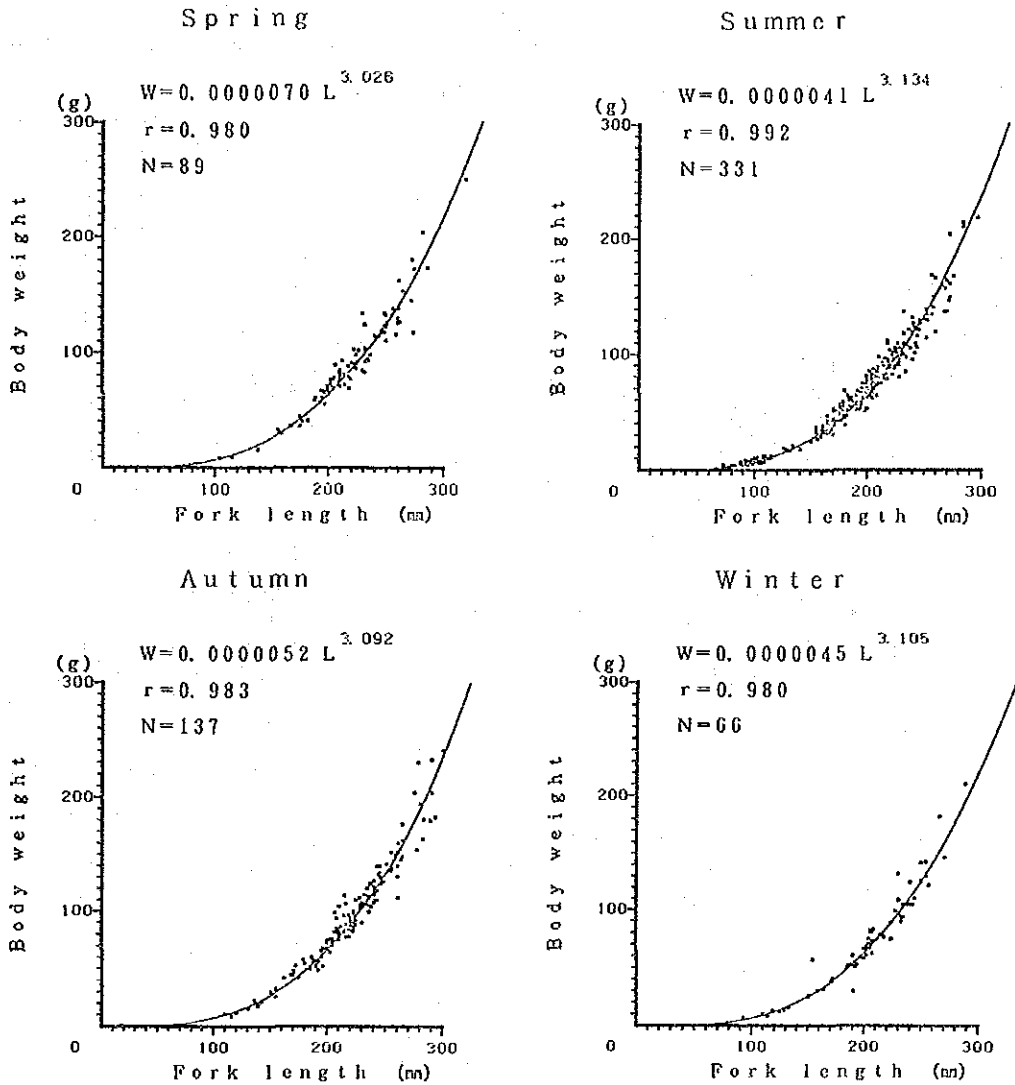 Spring
W=0.0000070 L^3.026
(g)
r=0.980
N=89
300
200
100
0
100
200
300
Body weight
Fork length (mm)
Summer
W=0.0000041 L^3.134
(g)
r=0.992
N=331
300
200
100
0
100
200
300
Body weight
Fork length (mm)
Autumn
W=0.0000052 L^3.092
(g)
r=0.983
N=137
300
200
100
0
100
200
300
Body weight
Fork length (mm)
Winter
W=0.0000045 L^3.105
(g)
r=0.980
N=66
300
200
100
0
100
200
300
Body weight
Fork length (mm)